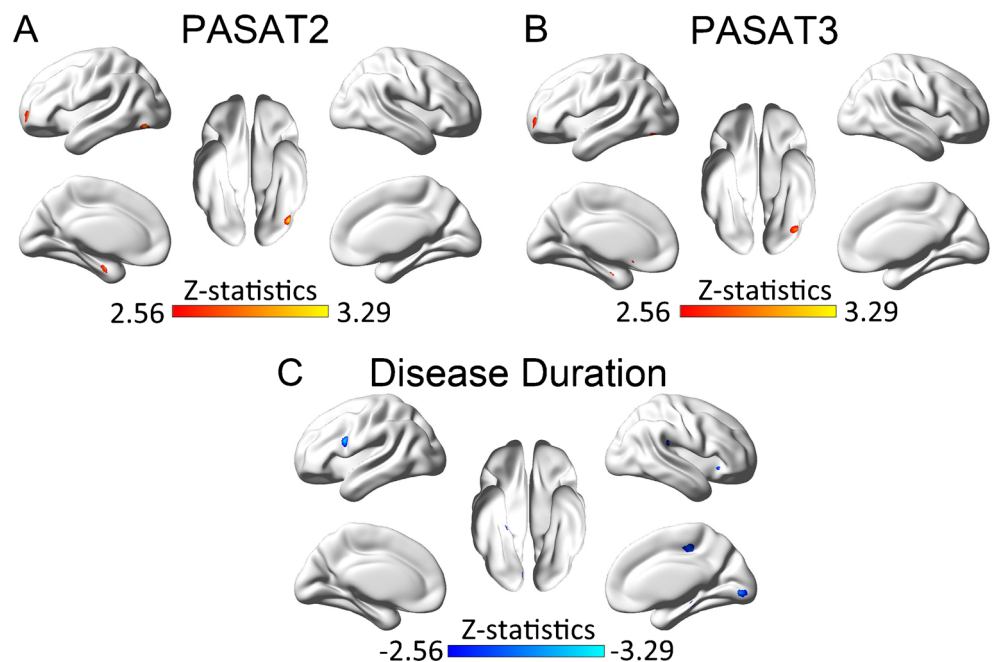 A PASAT2
B PASAT3
Z-statistics
2.56 3.29
Z-statistics
2.56 3.29
C Disease Duration
Z-statistics
-2.56 -3.29